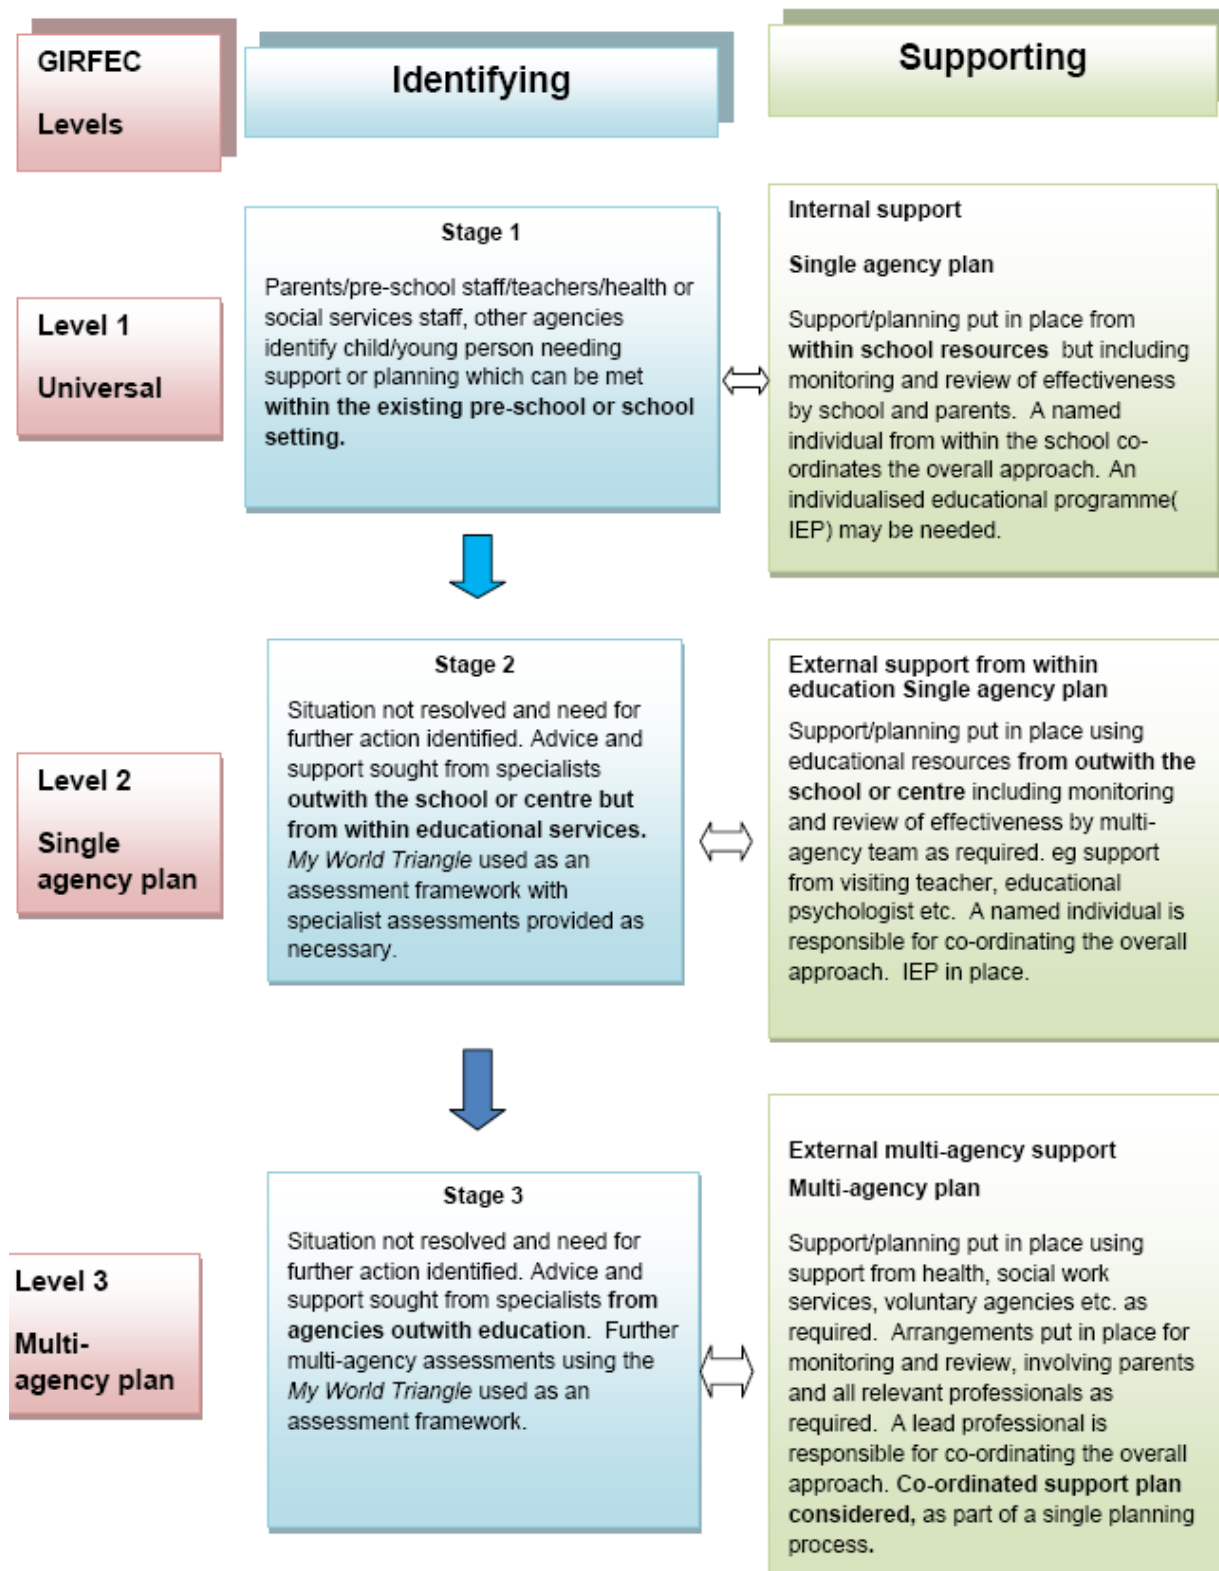 GIRFEC
Levels
Identifying
Supporting
Level 1
Universal
Stage 1
Parents/pre-school staff/teachers/health or
social services staff, other agencies
identify child/young person needing
support or planning which can be met
within the existing pre-school or school
setting.
Internal support
Single agency plan
Support/planning put in place from
within school resources but including
monitoring and review of effectiveness
by school and parents. A named
individual from within the school co-
ordinates the overall approach. An
individualised educational programme(
IEP) may be needed.
Level 2
Single
agency plan
Stage 2
Situation not resolved and need for
further action identified. Advice and
support sought from specialists
outwith the school or centre but
from within educational services.
My World Triangle used as an
assessment framework with
specialist assessments provided as
necessary.
External support from within
education Single agency plan
Support/planning put in place using
educational resources from outwith the
school or centre including monitoring
and review of effectiveness by multi-
agency team as required. eg support
from visiting teacher, educational
psychologist etc. A named individual is
responsible for co-ordinating the overall
approach. IEP in place.
Level 3
Multi-
agency plan
Stage 3
Situation not resolved and need for
further action identified. Advice and
support sought from specialists from
agencies outwith education. Further
multi-agency assessments using the
My World Triangle used as an
assessment framework.
External multi-agency support
Multi-agency plan
Support/planning put in place using
support from health, social work
services, voluntary agencies etc. as
required. Arrangements put in place for
monitoring and review, involving parents
and all relevant professionals as
required. A lead professional is
responsible for co-ordinating the overall
approach. Co-ordinated support plan
considered, as part of a single planning
process.